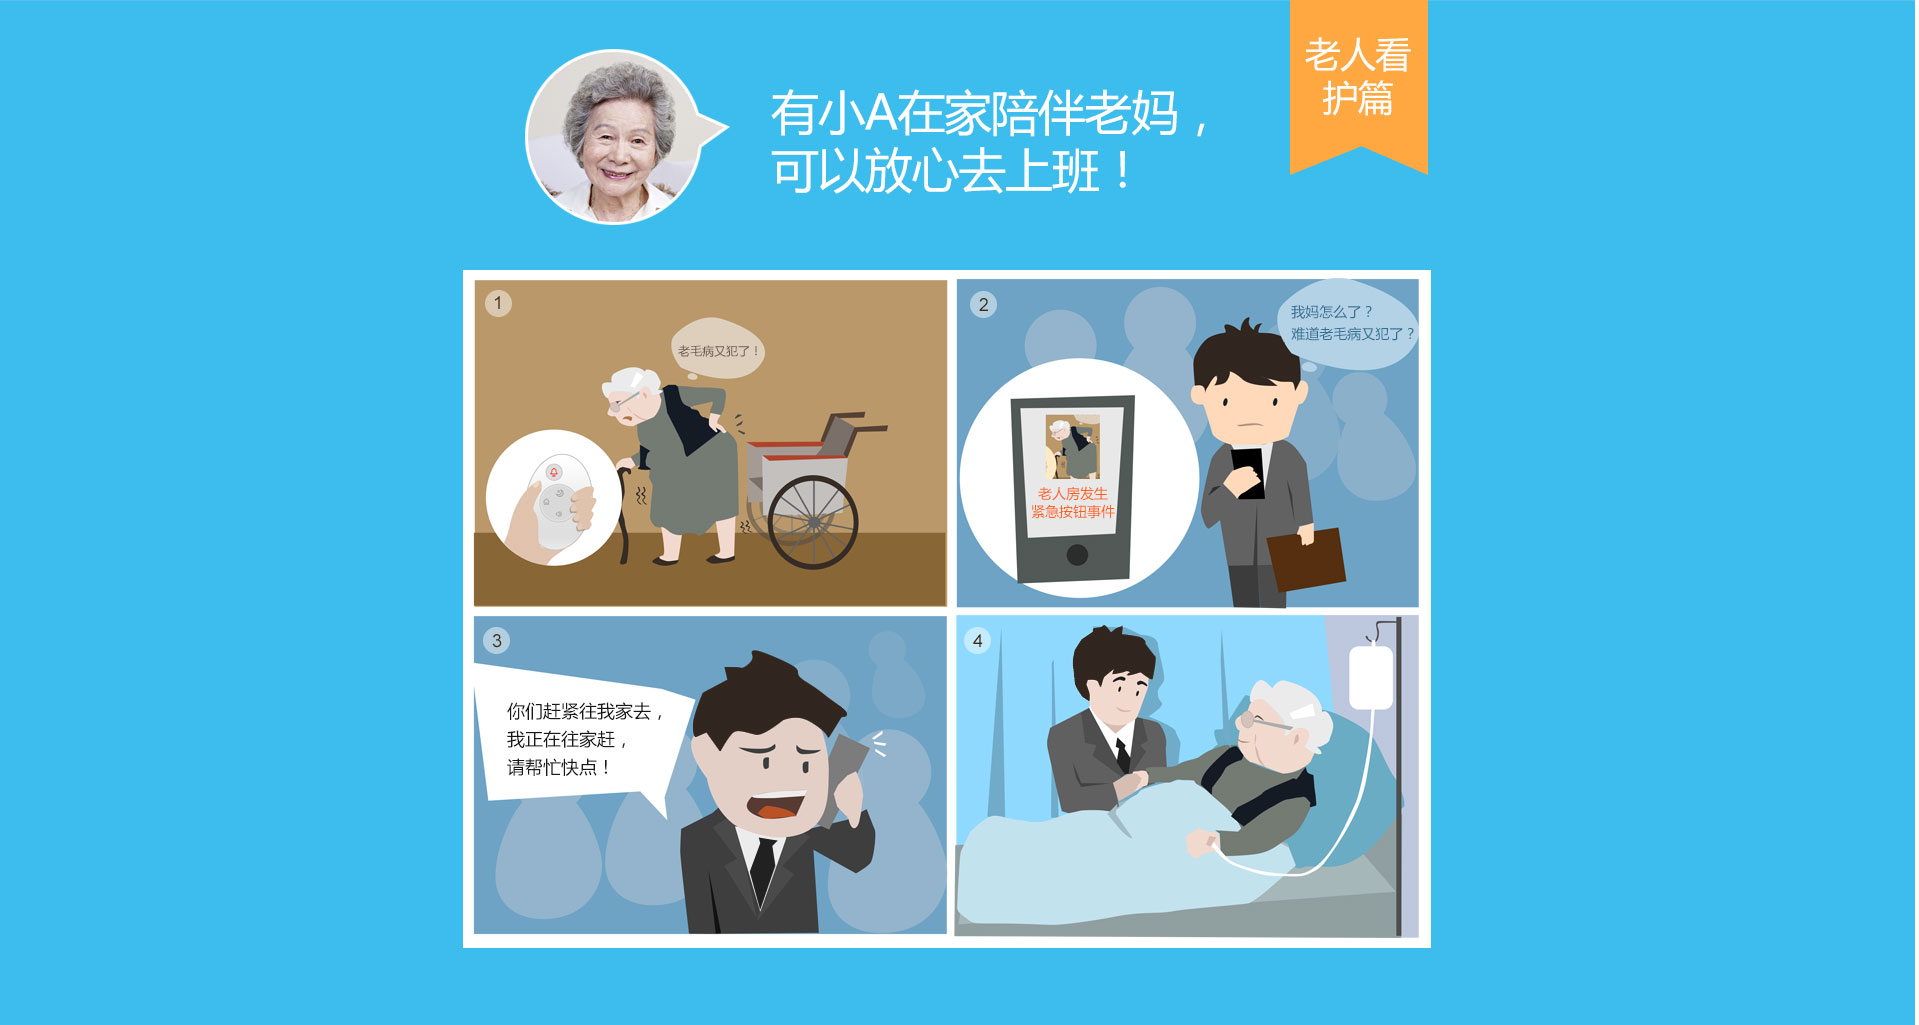 老人看
护篇
有小A在家陪伴老妈，
可以放心去上班！
1
老毛病又犯了！
2
我妈怎么了？
难道老毛病又犯了？
老人房发生
紧急按钮事件
3
你们赶紧往我家去，
我正在往家赶，
请帮忙快点！
4